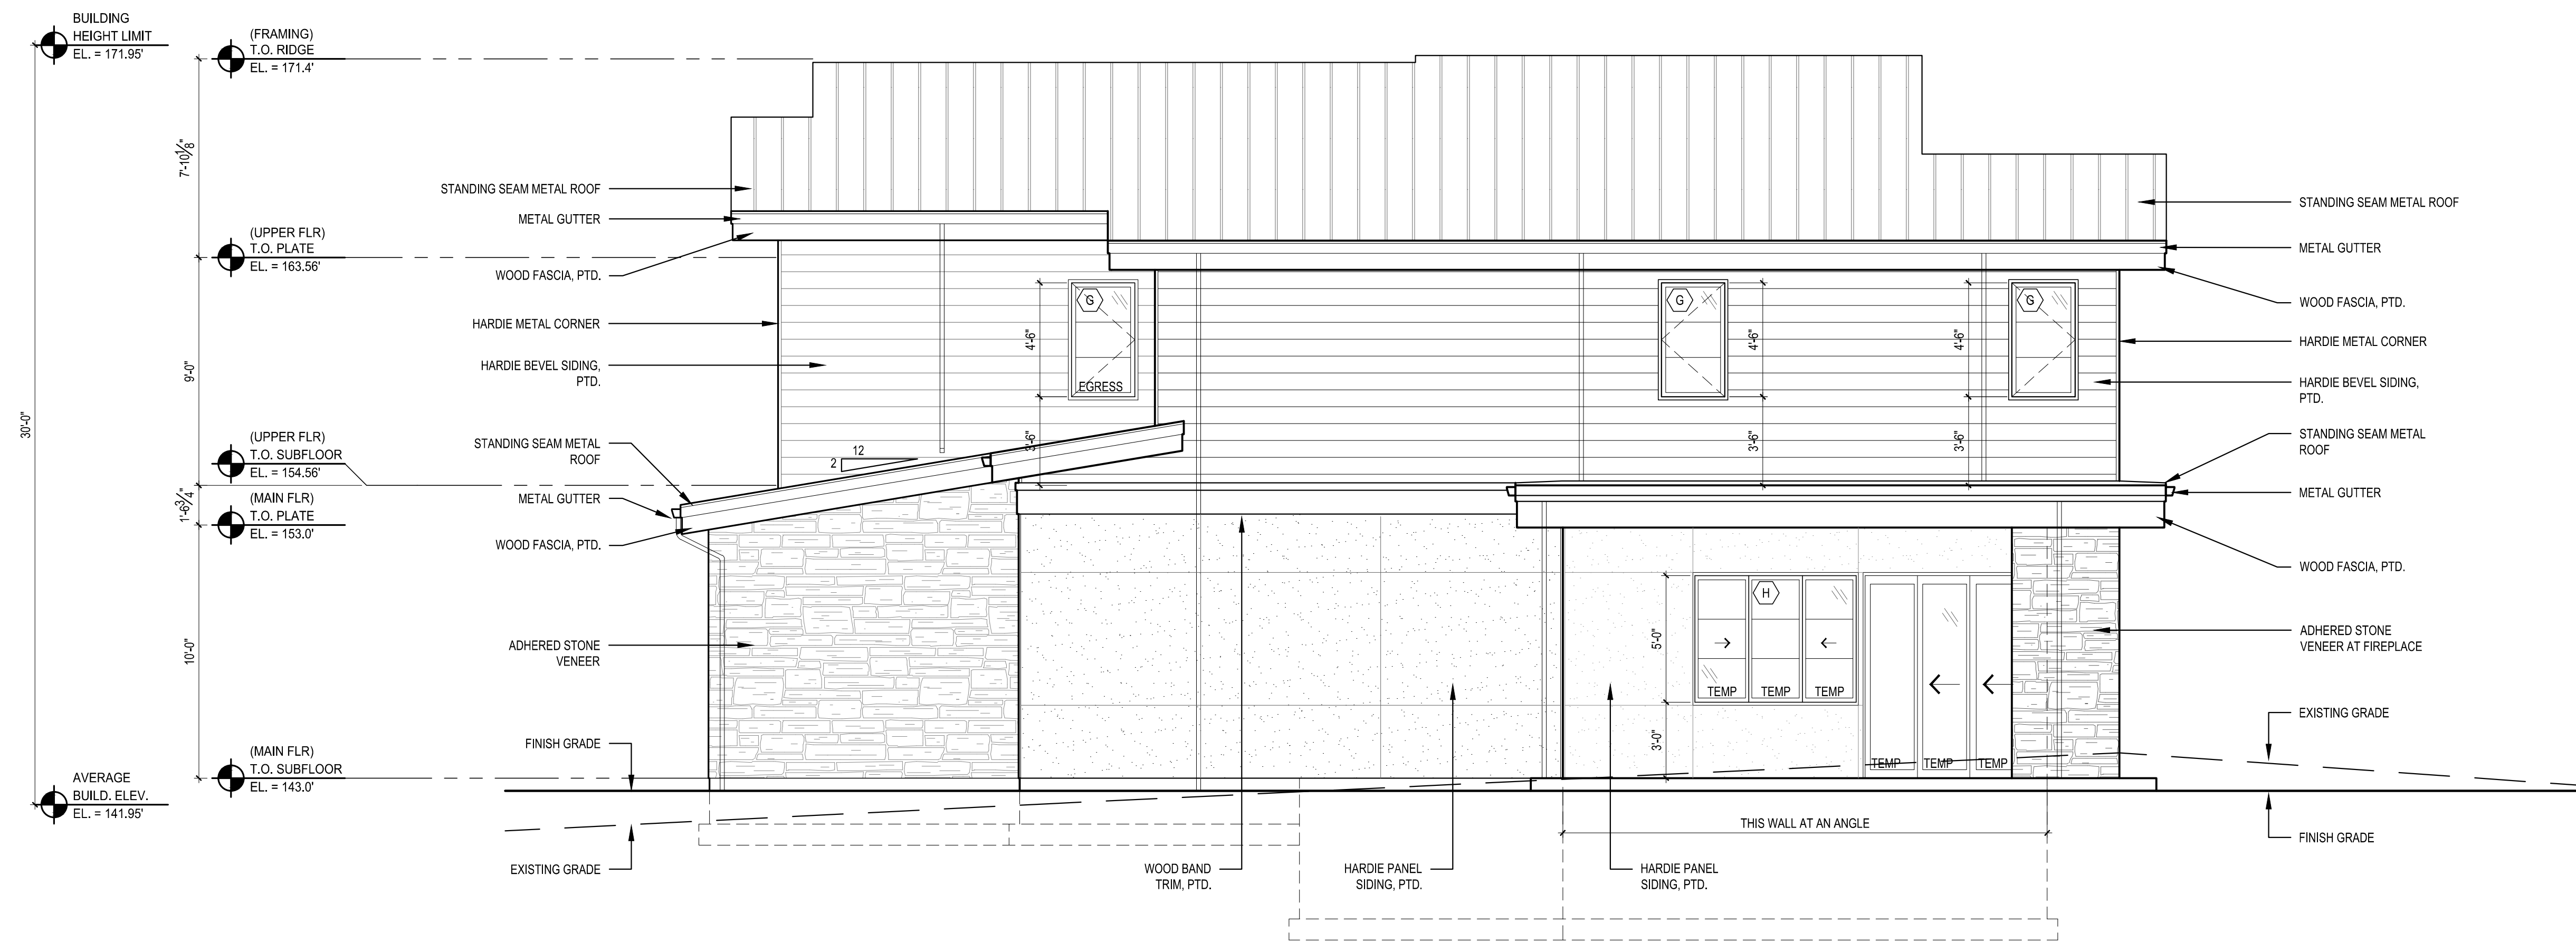 BUILDING
HEIGHT LIMIT
EL. = 171.95'
(FRAMING)
T.O. RIDGE
EL. = 171.4'
7'-10 1/8"
STANDING SEAM METAL ROOF
METAL GUTTER
(UPPER FLR)
T.O. PLATE
EL. = 163.56'
WOOD FASCIA, PTD.
HARDIE METAL CORNER
HARDIE BEVEL SIDING,
PTD.
9'-0"
30'-0"
(UPPER FLR)
T.O. SUBFLOOR
EL. = 154.56'
STANDING SEAM METAL
ROOF
METAL GUTTER
1'-6 3/4"
(MAIN FLR)
T.O. PLATE
EL. = 153.0'
WOOD FASCIA, PTD.
10'-0"
ADHERED STONE
VENEER
FINISH GRADE
(MAIN FLR)
T.O. SUBFLOOR
EL. = 143.0'
AVERAGE
BUILD. ELEV.
EL. = 141.95'
EXISTING GRADE
G
4'-6"
EGRESS
3'-6"
12
2
G
4'-6"
3'-6"
G
4'-6"
3'-6"
H
5'-0"
TEMP TEMP TEMP
3'-0"
TEMP TEMP TEMP
THIS WALL AT AN ANGLE
WOOD BAND
TRIM, PTD.
HARDIE PANEL
SIDING, PTD.
HARDIE PANEL
SIDING, PTD.
STANDING SEAM METAL ROOF
METAL GUTTER
WOOD FASCIA, PTD.
HARDIE METAL CORNER
HARDIE BEVEL SIDING,
PTD.
STANDING SEAM METAL
ROOF
METAL GUTTER
WOOD FASCIA, PTD.
ADHERED STONE
VENEER AT FIREPLACE
EXISTING GRADE
FINISH GRADE